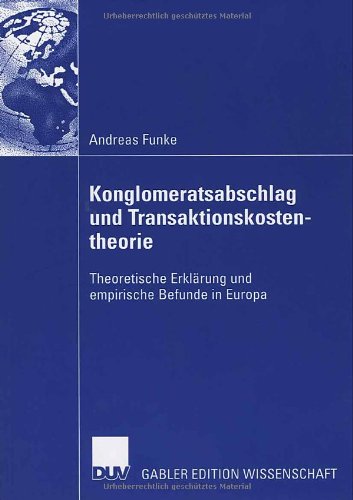 Urheberrechtlich geschütztes Material
Andreas Funke
Konglomeratsabschlag
und Transaktionskosten-
theorie
Theoretische Erklärung und
empirische Befunde in Europa
DUV
GABLER EDITION WISSENSCHAFT
Urheberrechtlich geschütztes Material